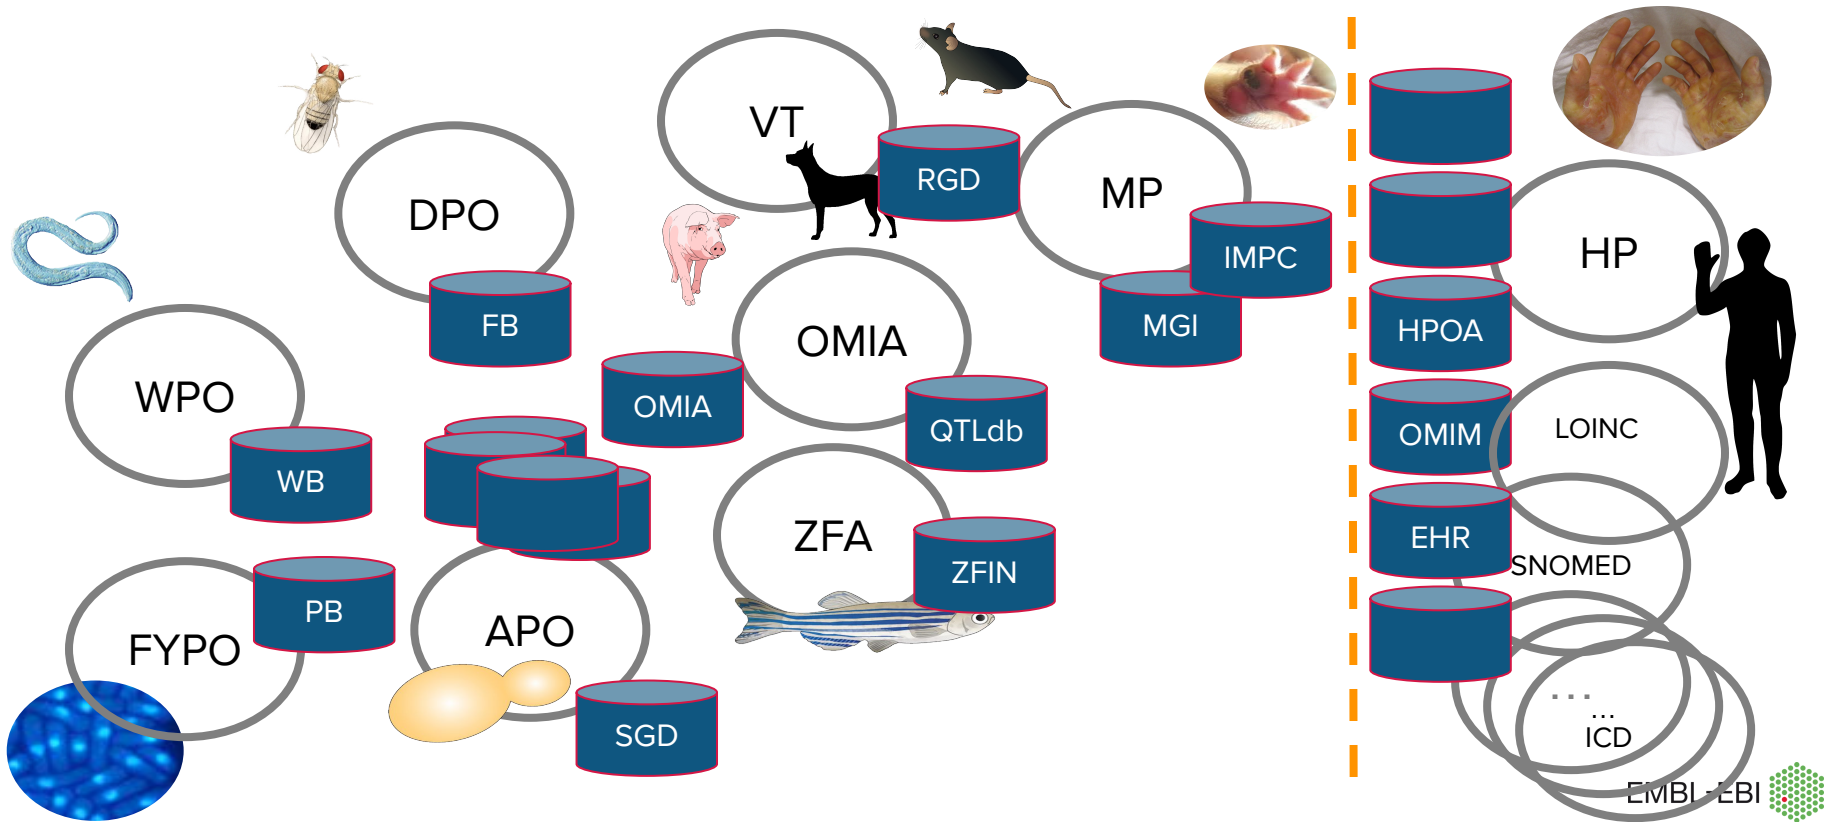 VT
RGD
MP
IMPC
MGI
DPO
FB
OMIA
OMIA
QTLdb
WPO
WB
ZFA
ZFIN
FYPO
PB
APO
SGD
HP
HPOA
LOINC
OMIM
EHR
SNOMED
...
...
ICD
EMBL-EBI